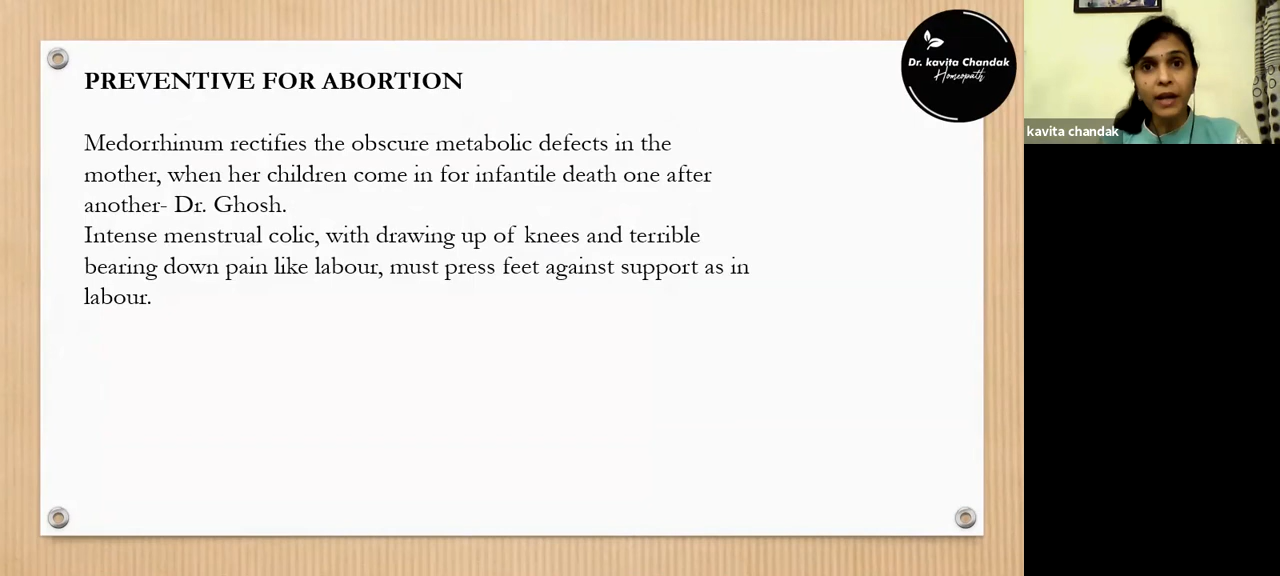 PREVENTIVE FOR ABORTION
Medorrhinum rectifies the obscure metabolic defects in the
mother, when her children come in for infantile death one after
another- Dr. Ghosh.
Intense menstrual colic, with drawing up of knees and terrible
bearing down pain like labour, must press feet against support as in
labour.
Dr. kavita Chandak
Homeopath
kavita chandak